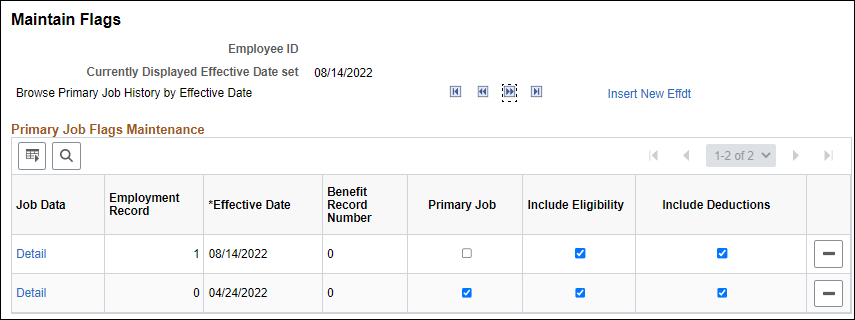 Maintain Flags
Employee ID
Currently Displayed Effective Date set 08/14/2022
Browse Primary Job History by Effective Date Insert New Effdt
Primary Job Flags Maintenance
1-2 of 2
Job Data Employment Record *Effective Date Benefit Record Number Primary Job Include Eligibility Include Deductions
Detail 1 08/14/2022 0
Detail 0 04/24/2022 0